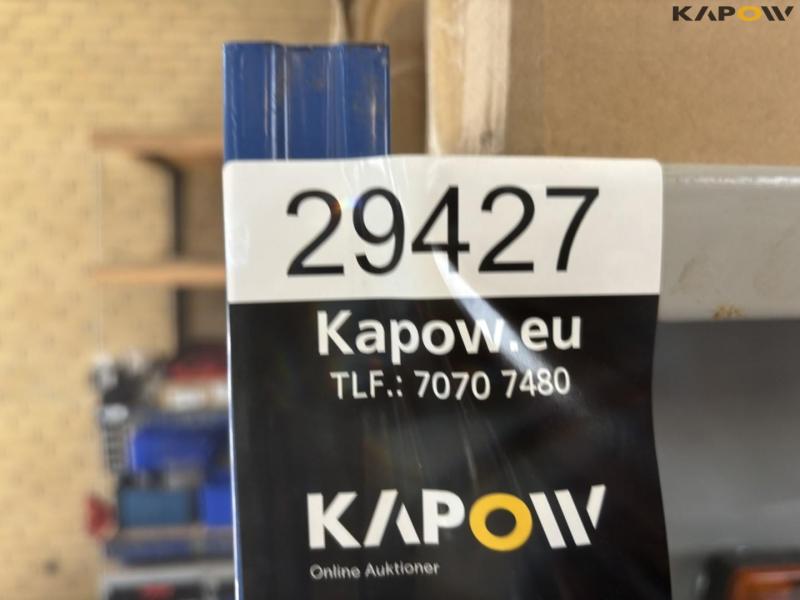 KAPOW
29427
Kapow.eu
TLF.: 7070 7480
KAPOW
Online Auktioner